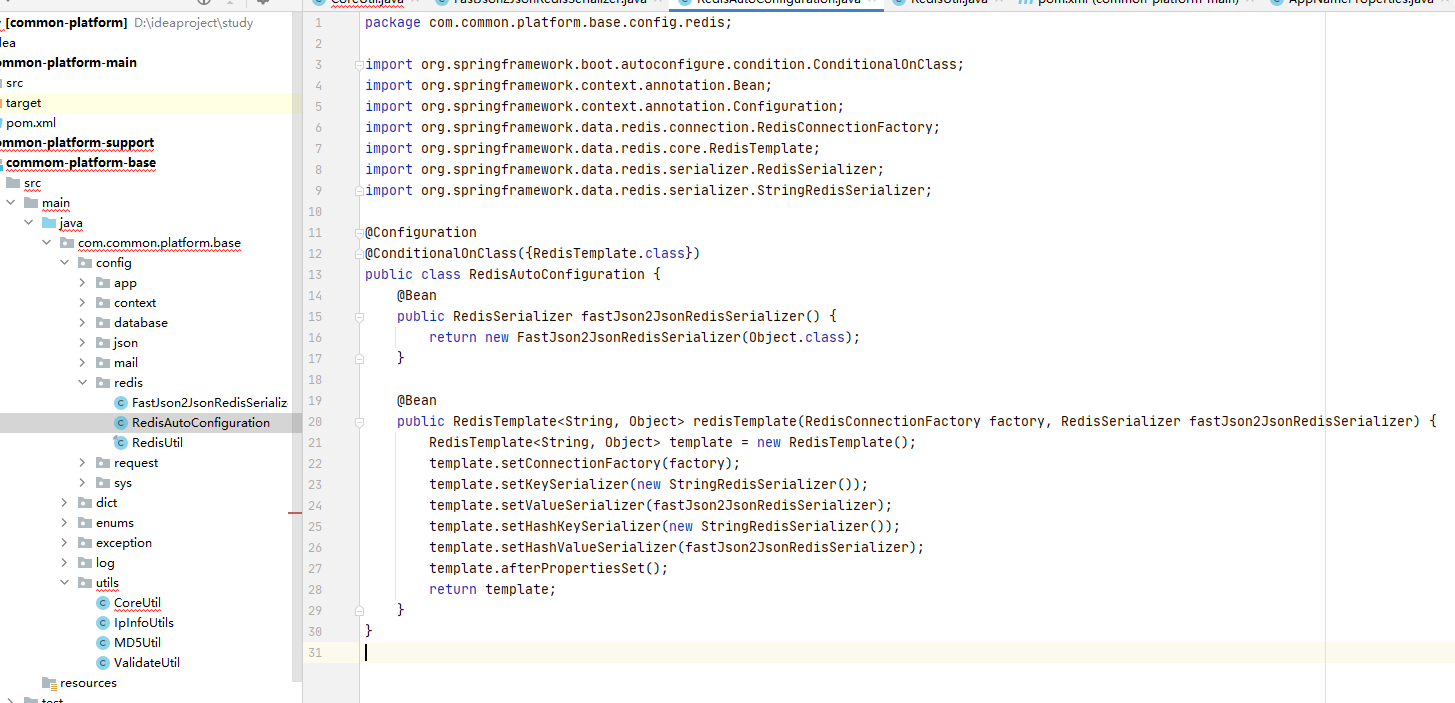 [common-platform] D:\ideaproject\study
ommon-platform-main
src
target
pom.xml
ommon-platform-support
commom-platform-base
src
main
java
com.common.platform.base
config
app
context
database
json
mail
redis
FastJson2JsonRedisSerializ
RedisAutoConfiguration
RedisUtil
request
sys
dict
enums
exception
log
utils
CoreUtil
IpInfoUtils
MD5Util
ValidateUtil
resources
test
CoreUtil.java FastJson2JsonRedisSerializer.java RedisAutoConfiguration.java RedisUtil.java pom.xml (common-platform-main) AppNameProperties.java
1 package com.common.platform.base.config.redis;
2
3 import org.springframework.boot.autoconfigure.condition.ConditionalOnClass;
4 import org.springframework.context.annotation.Bean;
5 import org.springframework.context.annotation.Configuration;
6 import org.springframework.data.redis.connection.RedisConnectionFactory;
7 import org.springframework.data.redis.core.RedisTemplate;
8 import org.springframework.data.redis.serializer.RedisSerializer;
9 import org.springframework.data.redis.serializer.StringRedisSerializer;
10
11 @Configuration
12 @ConditionalOnClass({RedisTemplate.class})
13 public class RedisAutoConfiguration {
14 @Bean
15 public RedisSerializer fastJson2JsonRedisSerializer() {
16 return new FastJson2JsonRedisSerializer(Object.class);
17 }
18
19 @Bean
20 public RedisTemplate<String, Object> redisTemplate(RedisConnectionFactory factory, RedisSerializer fastJson2JsonRedisSerializer) {
21 RedisTemplate<String, Object> template = new RedisTemplate();
22 template.setConnectionFactory(factory);
23 template.setKeySerializer(new StringRedisSerializer());
24 template.setValueSerializer(fastJson2JsonRedisSerializer);
25 template.setHashKeySerializer(new StringRedisSerializer());
26 template.setHashValueSerializer(fastJson2JsonRedisSerializer);
27 template.afterPropertiesSet();
28 return template;
29 }
30 }
31